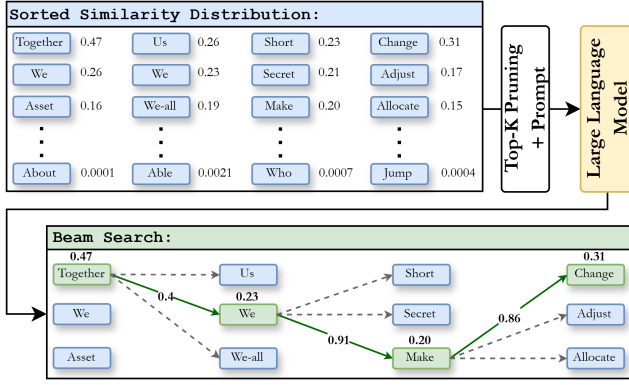 Sorted Similarity Distribution:
Together 0.47 Us 0.26 Short 0.23 Change 0.31
We 0.26 We 0.23 Secret 0.21 Adjust 0.17
Asset 0.16 We-all 0.19 Make 0.20 Allocate 0.15
About 0.0001 Able 0.0021 Who 0.0007 Jump 0.0004
Top-K Pruning
+ Prompt
Large Language
Model
Beam Search:
0.47 0.31
Together Us Short Change
0.4 0.23 0.86
We We Secret Adjust
0.91 0.20
Asset We-all Make Allocate